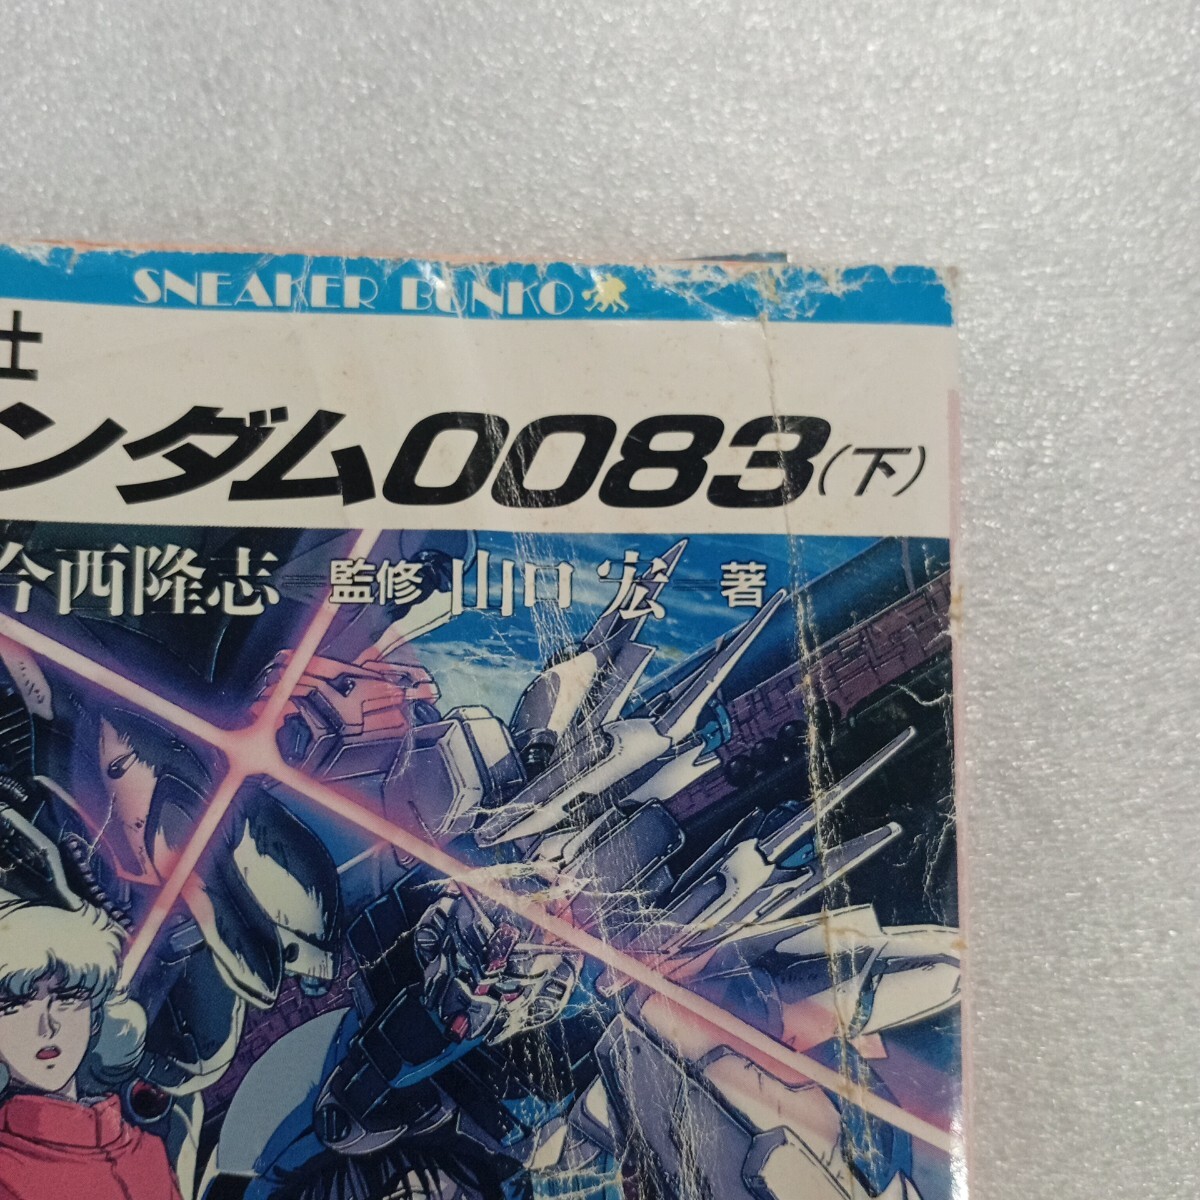 SNEAKER BUNKO
士
ンダム0083(下)
今西隆志 監修 山口 宏 著